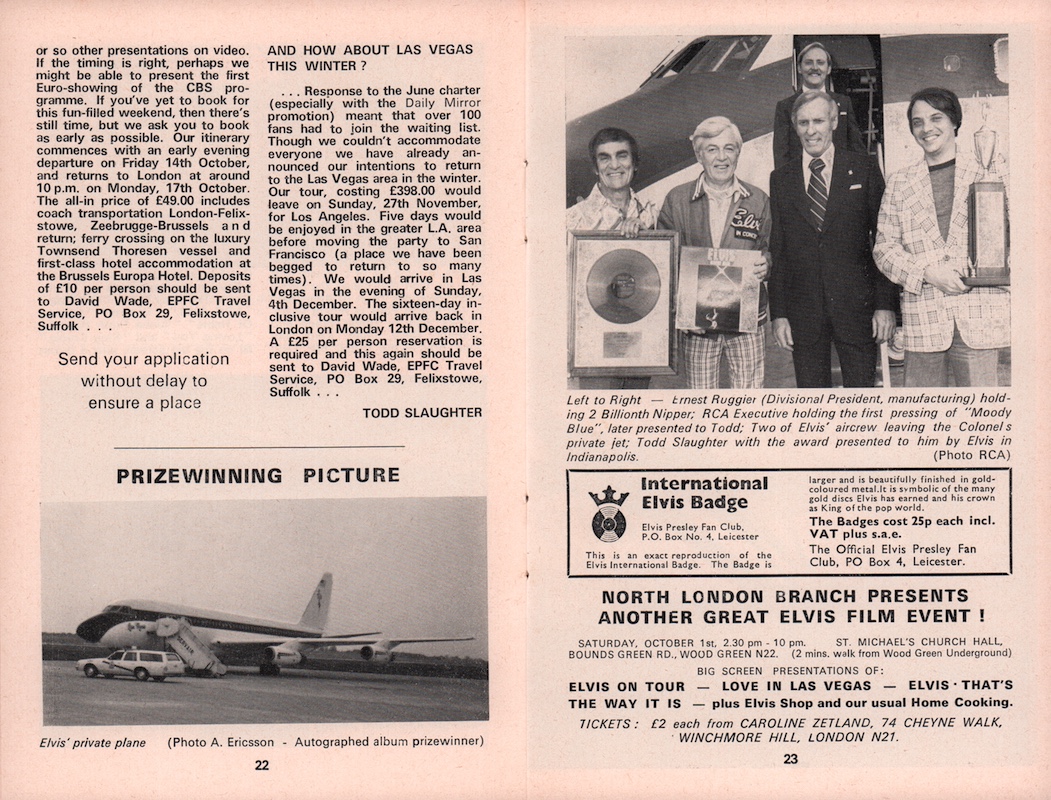 or so other presentations on video.
If the timing is right, perhaps we
might be able to present the first
Euro-showing of the CBS pro-
gramme. If you've yet to book for
this fun-filled weekend, then there's
still time, but we ask you to book
as early as possible. Our itinerary
commences with an early evening
departure on Friday 14th October,
and returns to London at around
10 p.m. on Monday, 17th October.
The all-in price of £49.00 includes
coach transportation London-Felix-
stowe, Zeebrugge-Brussels and
return; ferry crossing on the luxury
Townsend Thoresen vessel and
first-class hotel accommodation at
the Brussels Europa Hotel. Deposits
of £10 per person should be sent
to David Wade, EPFC Travel
Service, PO Box 29, Felixstowe,
Suffolk . . .
Send your application
without delay to
ensure a place
AND HOW ABOUT LAS VEGAS
THIS WINTER ?
. . . Response to the June charter
(especially with the Daily Mirror
promotion) meant that over 100
fans had to join the waiting list.
Though we couldn't accommodate
everyone we have already an-
nounced our intentions to return
to the Las Vegas area in the winter.
Our tour, costing £398.00 would
leave on Sunday, 27th November,
for Los Angeles. Five days would
be enjoyed in the greater L.A. area
before moving the party to San
Francisco (a place we have been
begged to return to so many
times). We would arrive in Las
Vegas in the evening of Sunday,
4th December. The sixteen-day in-
clusive tour would arrive back in
London on Monday 12th December.
A £25 per person reservation is
required and this again should be
sent to David Wade, EPFC Travel
Service, PO Box 29, Felixstowe,
Suffolk . . .
TODD SLAUGHTER
PRIZEWINNING PICTURE
Elvis' private plane (Photo A. Ericsson - Autographed album prizewinner)
22
ELVIS
Left to Right — Ernest Ruggier (Divisional President, manufacturing) hold-
ing 2 Billionth Nipper; RCA Executive holding the first pressing of "Moody
Blue", later presented to Todd; Two of Elvis' aircrew leaving the Colonels
private jet; Todd Slaughter with the award presented to him by Elvis in
Indianapolis. (Photo RCA)
International
Elvis Badge
Elvis Presley Fan Club,
P.O. Box No. 4, Leicester
This is an exact reproduction of the
Elvis International Badge. The Badge is
larger and is beautifully finished in gold-
coloured metal.It is symbolic of the many
gold discs Elvis has earned and his crown
as King of the pop world.
The Badges cost 25p each incl.
VAT plus s.a.e.
The Official Elvis Presley Fan
Club, PO Box 4, Leicester.
NORTH LONDON BRANCH PRESENTS
ANOTHER GREAT ELVIS FILM EVENT !
SATURDAY, OCTOBER 1st, 2.30 pm - 10 pm. ST. MICHAEL'S CHURCH HALL,
BOUNDS GREEN RD., WOOD GREEN N22. (2 mins. walk from Wood Green Underground)
BIG SCREEN PRESENTATIONS OF:
ELVIS ON TOUR — LOVE IN LAS VEGAS — ELVIS · THAT'S
THE WAY IT IS — plus Elvis Shop and our usual Home Cooking.
TICKETS : £2 each from CAROLINE ZETLAND, 74 CHEYNE WALK,
WINCHMORE HILL, LONDON N21.
23